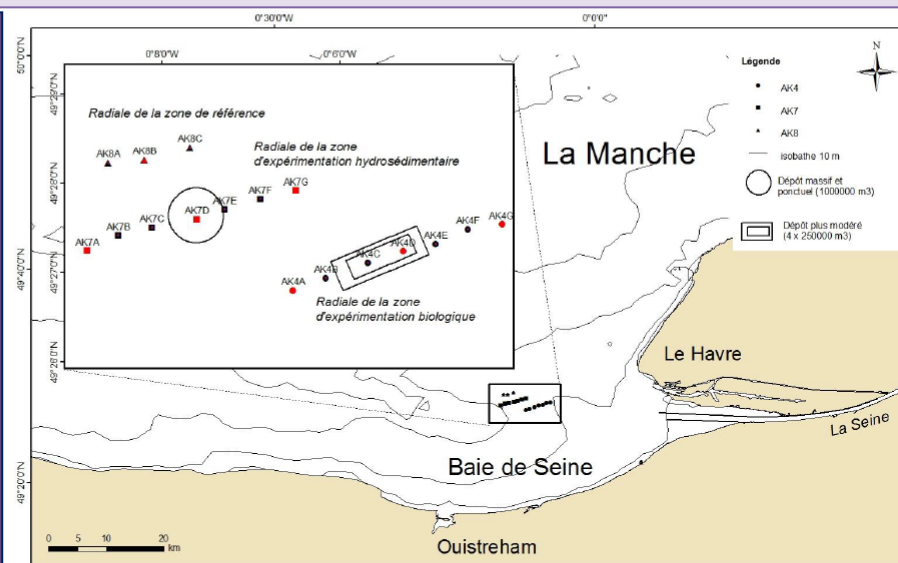 0°30'0"W
0°0'0"
50°0'0"N
49°40'0"N
49°20'0"N
0°8'0"W
0°6'0"W
49°29'0"N
49°28'0"N
49°27'0"N
49°26'0"N
Radiale de la zone de référence
AK8A
AK8B
AK8C
Radiale de la zone
d'expérimentation hydrosédimentaire
AK7A
AK7B
AK7C
AK7D
AK7E
AK7F
AK7G
AK4A
AK4B
AK4C
AK4D
AK4E
AK4F
AK4G
Radiale de la zone
d'expérimentation biologique
La Manche
N
Légende
AK4
AK7
AK8
isobathe 10 m
Dépôt massif et
ponctuel (1000000 m3)
Dépôt plus modéré
(4 x 250000 m3)
Le Havre
La Seine
Baie de Seine
Ouistreham
0 5 10 20
km